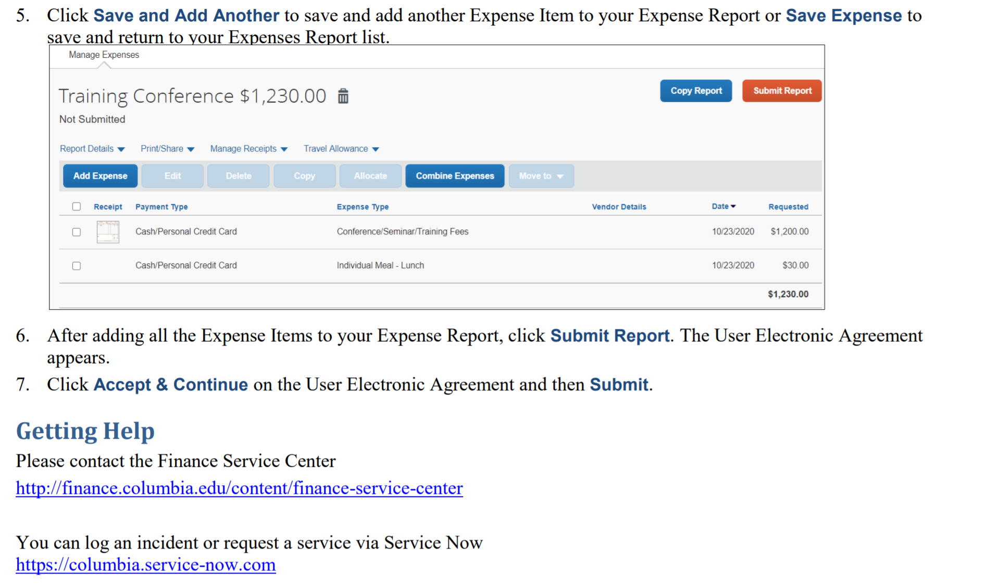 5. Click Save and Add Another to save and add another Expense Item to your Expense Report or Save Expense to
save and return to your Expenses Report list.
Manage Expenses
Training Conference $1,230.00
Copy Report Submit Report
Not Submitted
Report Details Print/Share Manage Receipts Travel Allowance
Add Expense Edit Delete Copy Allocate Combine Expenses Move to
Receipt Payment Type Expense Type Vendor Details Date Requested
Cash/Personal Credit Card Conference/Seminar/Training Fees 10/23/2020 $1,200.00
Cash/Personal Credit Card Individual Meal - Lunch 10/23/2020 $30.00
$1,230.00
6. After adding all the Expense Items to your Expense Report, click Submit Report. The User Electronic Agreement
appears.
7. Click Accept & Continue on the User Electronic Agreement and then Submit.
Getting Help
Please contact the Finance Service Center
http://finance.columbia.edu/content/finance-service-center
You can log an incident or request a service via Service Now
https://columbia.service-now.com